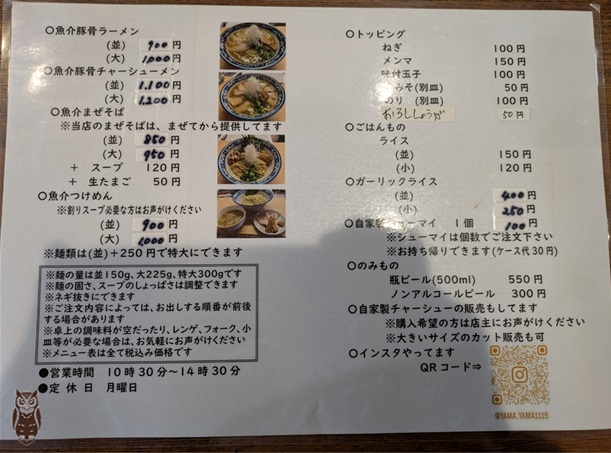 ○魚介豚骨ラーメン
(並) 900円
(大) 1,000円
○魚介豚骨チャーシューメン
(並) 1,100円
(大) 1,200円
○魚介まぜそば
※当店のまぜそばは、まぜてから提供してます
(並) 850円
(大) 950円
+ スープ 120円
+ 生たまご 50円
○魚介つけめん
※割りスープ必要な方はお声がけください
(並) 900円
(大) 1,000円
※麺類は(並)+250円で特大にできます
※麺の量は並150g、大225g、特大300gです
※麺の固さ、スープのしょっぱさは調整できます
※ネギ抜きにできます
※ご注文内容によっては、お出しする順番が前後
する場合があります
※卓上の調味料が空だったり、レンゲ、フォーク、小
皿等が必要な場合は、お気軽にお声がけください
※メニュー表は全て税込み価格です
●営業時間 10時30分~14時30分
●定休日 月曜日
○トッピング
ねぎ 100円
メンマ 150円
味付玉子 100円
みそ(別皿) 50円
のり (別皿) 100円
おろししょうが 50円
○ごはんもの
ライス
(並) 150円
(小) 120円
○ガーリックライス
(並) 400円
(小) 250円
○自家製シューマイ 1個 100円
※シューマイは個数でご注文下さい
※お持ち帰りできます(ケース代30円)
○のみもの
瓶ビール(500ml) 550円
ノンアルコールビール 300円
○自家製チャーシューの販売もしてます
※購入希望の方は店主にお声がけください
※大きいサイズのカット販売も可
○インスタやってます
QRコード⇒
@YAMA.YAMA1115